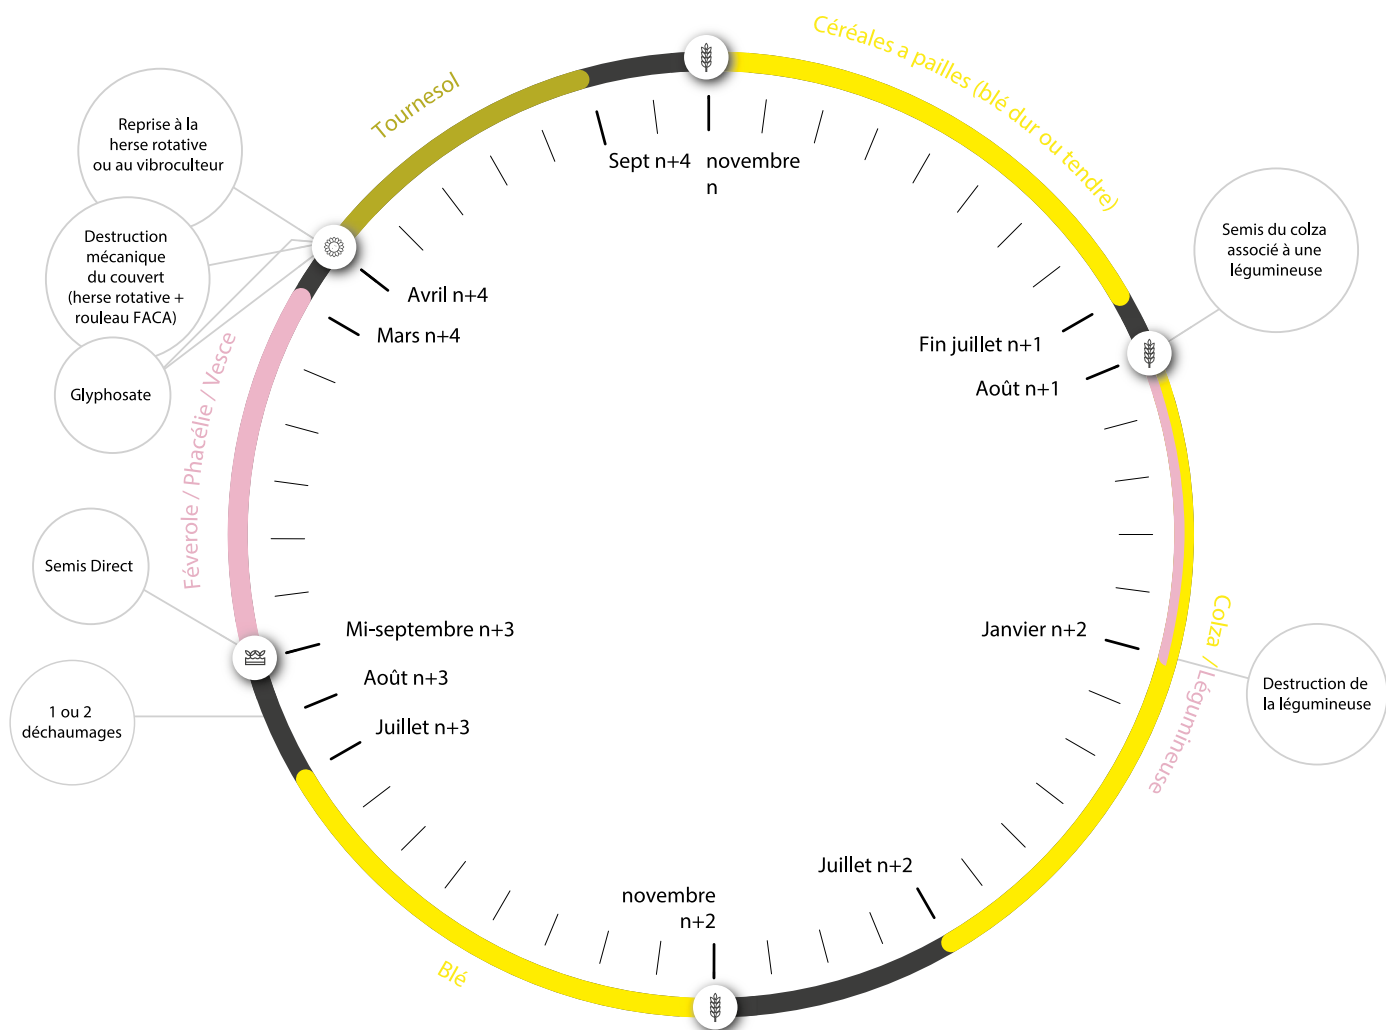 Céréales a pailles (blé dur ou tendre)
Tournesol
Reprise à la
herse rotative
ou au vibroculteur
Sept n+4
novembre
n
Destruction
mécanique
du couvert
(herse rotative +
rouleau FACA)
Semis du colza
associé à une
légumineuse
Avril n+4
Mars n+4
Fin juillet n+1
Août n+1
Glyphosate
Féverole / Phacélie / Vesce
Semis Direct
Mi-septembre n+3
Janvier n+2
Colza / Légumineuse
Août n+3
Destruction de
la légumineuse
1 ou 2
déchaumages
Juillet n+3
Juillet n+2
novembre
n+2
Blé